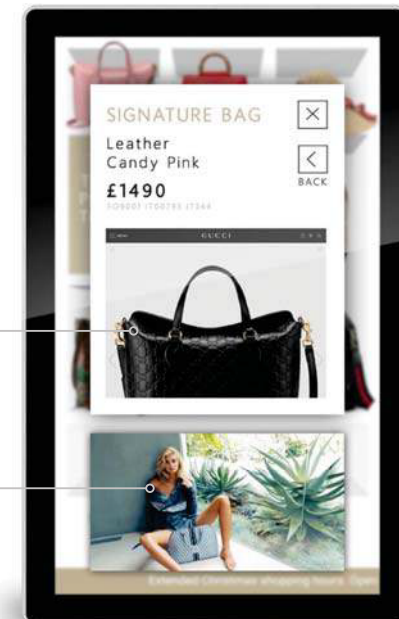 SIGNATURE BAG
Leather
Candy Pink
£1490
BACK
GUCCI
Extended Christmas shopping hours. Open